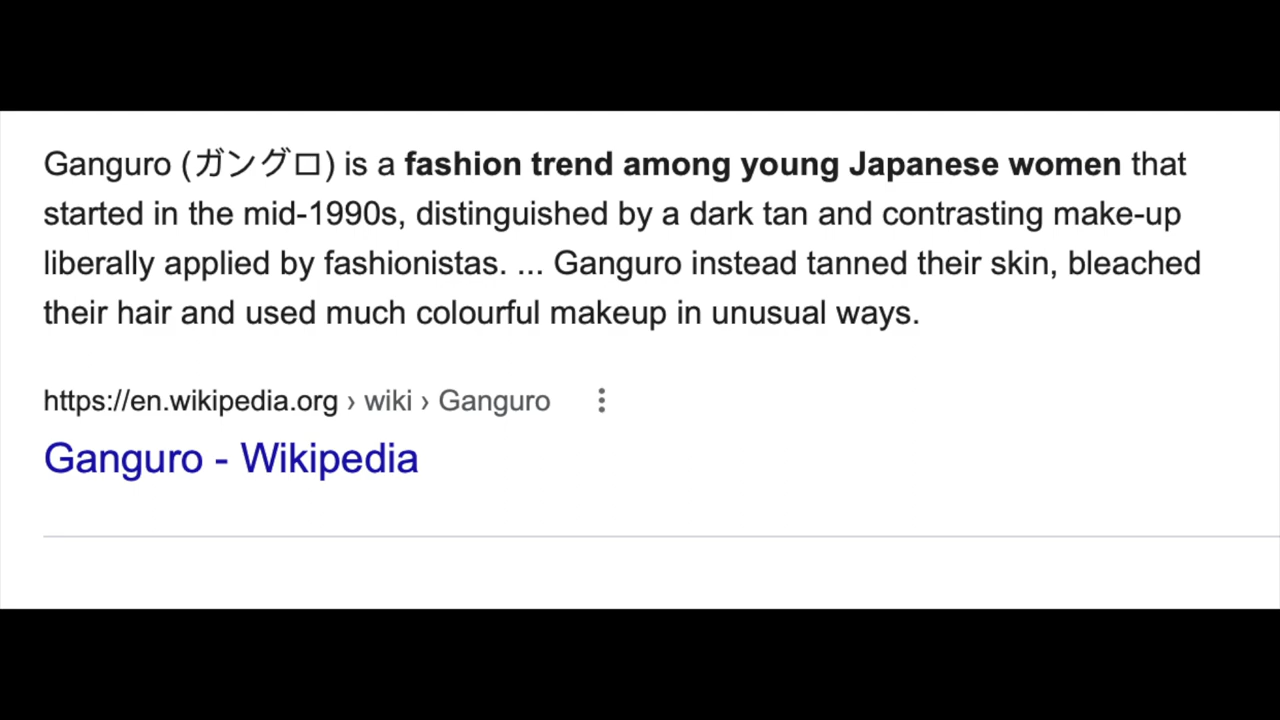 Ganguro (ガングロ) is a fashion trend among young Japanese women that
started in the mid-1990s, distinguished by a dark tan and contrasting make-up
liberally applied by fashionistas. ... Ganguro instead tanned their skin, bleached
their hair and used much colourful makeup in unusual ways.
https://en.wikipedia.org › wiki › Ganguro
Ganguro - Wikipedia